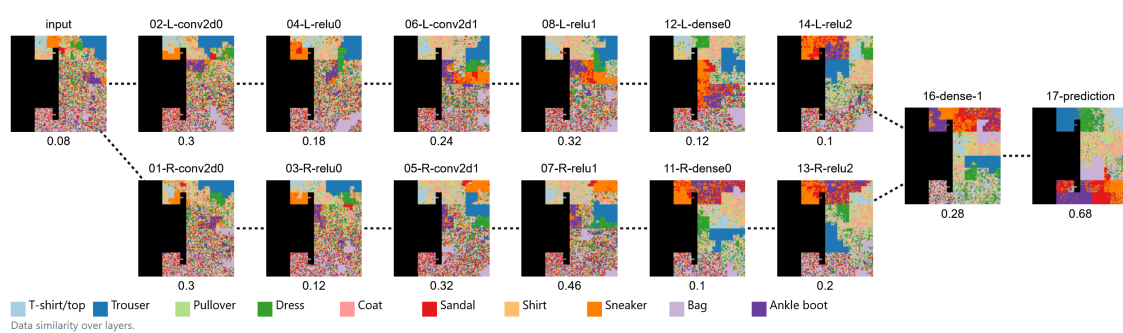 input 02-L-conv2d0 04-L-relu0 06-L-conv2d1 08-L-relu1 12-L-dense0 14-L-relu2
16-dense-1 17-prediction
0.08 0.3 0.18 0.24 0.32 0.12 0.1
01-R-conv2d0 03-R-relu0 05-R-conv2d1 07-R-relu1 11-R-dense0 13-R-relu2
0.28 0.68
0.3 0.12 0.32 0.46 0.1 0.2
T-shirt/top Trouser Pullover Dress Coat Sandal Shirt Sneaker Bag Ankle boot
Data similarity over layers.